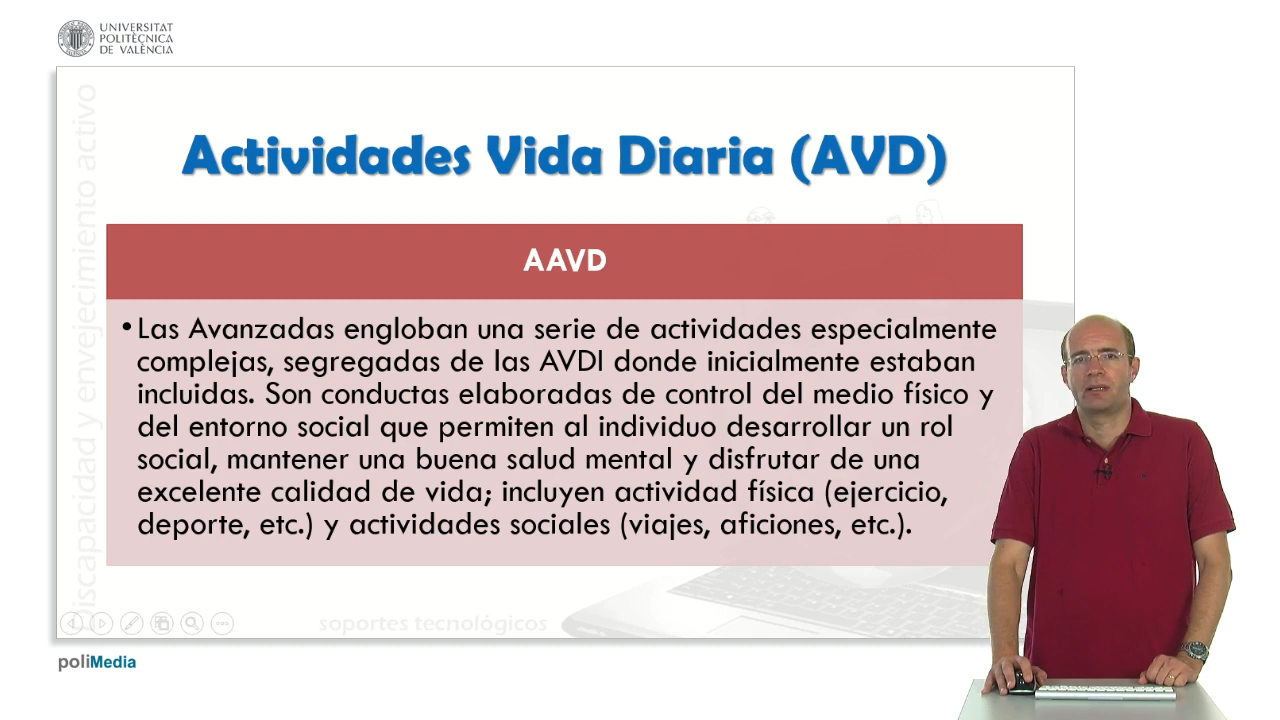 UNIVERSITAT
POLITÈCNICA
DE VALÈNCIA
Discapacidad y envejecimiento activo
Actividades Vida Diaria (AVD)
AAVD
• Las Avanzadas engloban una serie de actividades especialmente
complejas, segregadas de las AVDI donde inicialmente estaban
incluidas. Son conductas elaboradas de control del medio físico y
del entorno social que permiten al individuo desarrollar un rol
social, mantener una buena salud mental y disfrutar de una
excelente calidad de vida; incluyen actividad física (ejercicio,
deporte, etc.) y actividades sociales (viajes, aficiones, etc.).
soportes tecnológicos
poliMedia